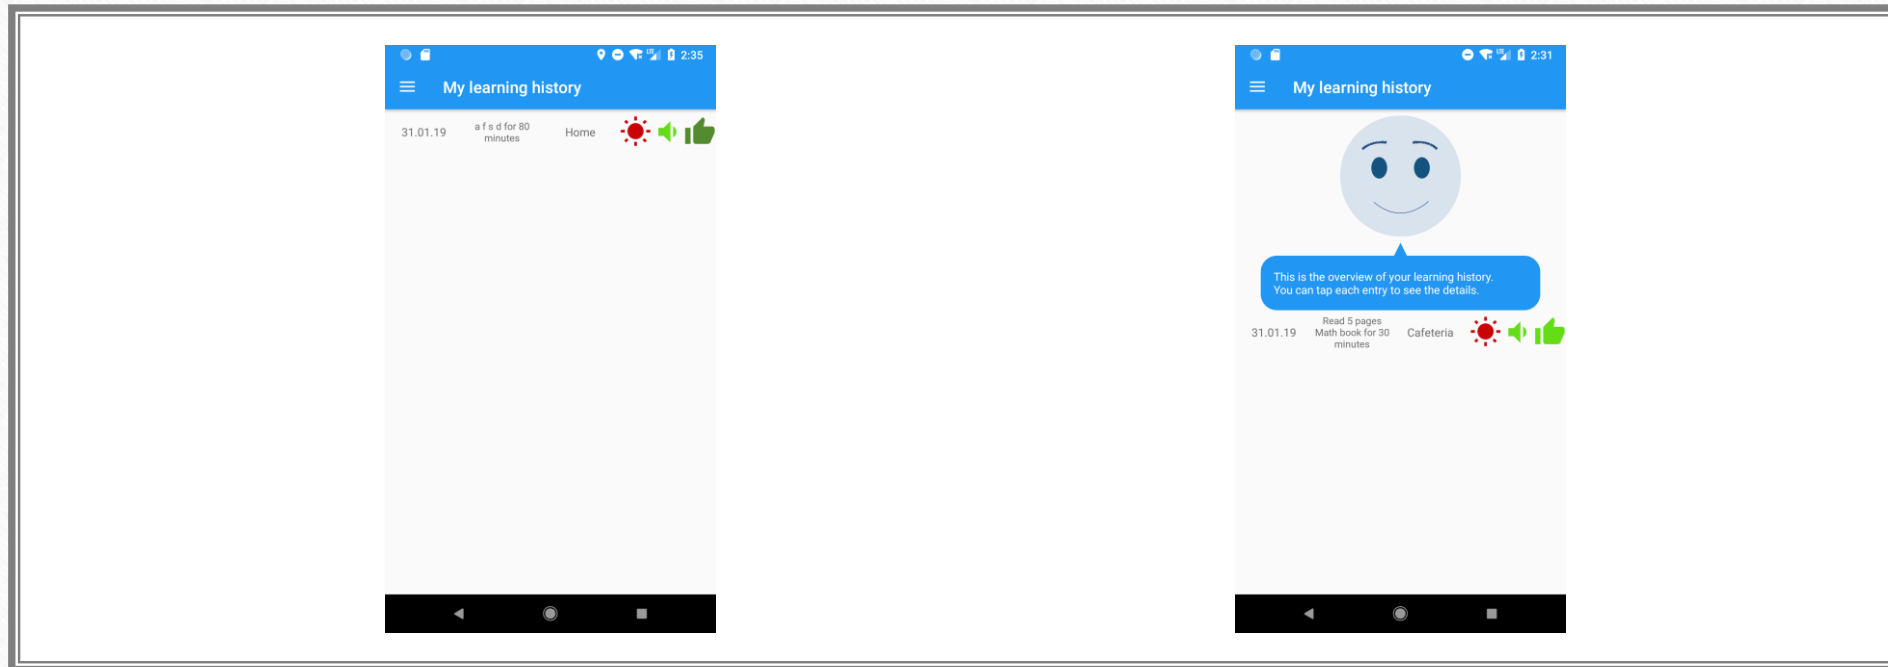 2:35
My learning history
31.01.19
a f s d for 80
minutes
Home
2:31
My learning history
This is the overview of your learning history.
You can tap each entry to see the details.
31.01.19
Read 5 pages
Math book for 30
minutes
Cafeteria